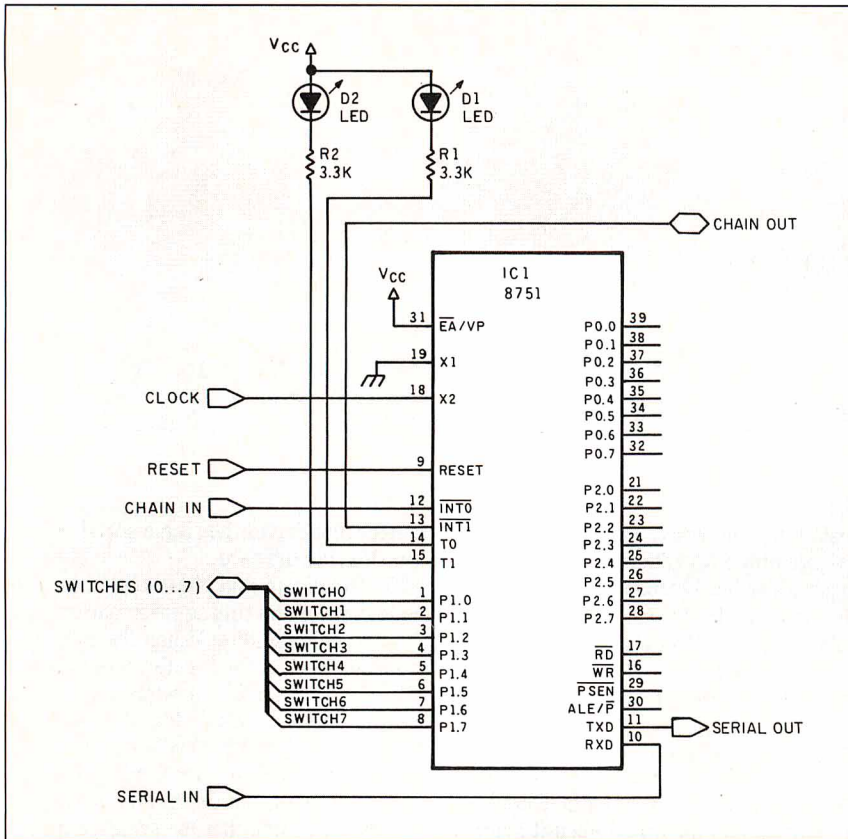 VCC
D2
LED
D1
LED
R2
3.3K
R1
3.3K
CHAIN OUT
IC1
8751
VCC
31 EA/VP
19 X1
CLOCK 18 X2
RESET 9 RESET
CHAIN IN 12 INT0
13 INT1
14 T0
15 T1
SWITCHES (0...7)
SWITCH0 1 P1.0
SWITCH1 2 P1.1
SWITCH2 3 P1.2
SWITCH3 4 P1.3
SWITCH4 5 P1.4
SWITCH5 6 P1.5
SWITCH6 7 P1.6
SWITCH7 8 P1.7
P0.0 39
P0.1 38
P0.2 37
P0.3 36
P0.4 35
P0.5 34
P0.6 33
P0.7 32
P2.0 21
P2.1 22
P2.2 23
P2.3 24
P2.4 25
P2.5 26
P2.6 27
P2.7 28
RD 17
WR 16
PSEN 29
ALE/P 30
TXD 11 SERIAL OUT
RXD 10
SERIAL IN